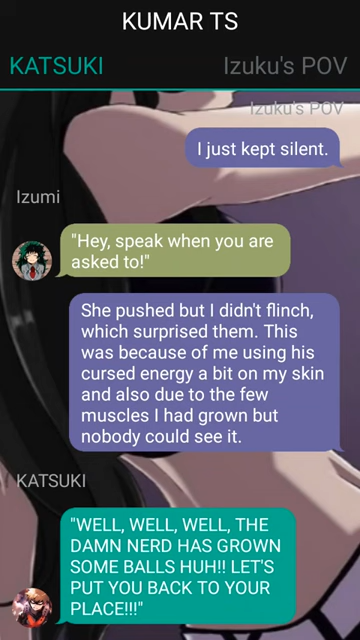 KUMAR TS
KATSUKI
Izuku's POV
Izuku's POV
I just kept silent.
Izumi
"Hey, speak when you are
asked to!"
She pushed but I didn't flinch,
which surprised them. This
was because of me using his
cursed energy a bit on my skin
and also due to the few
muscles I had grown but
nobody could see it.
KATSUKI
"WELL, WELL, WELL, THE
DAMN NERD HAS GROWN
SOME BALLS HUH!! LET'S
PUT YOU BACK TO YOUR
PLACE!!!"